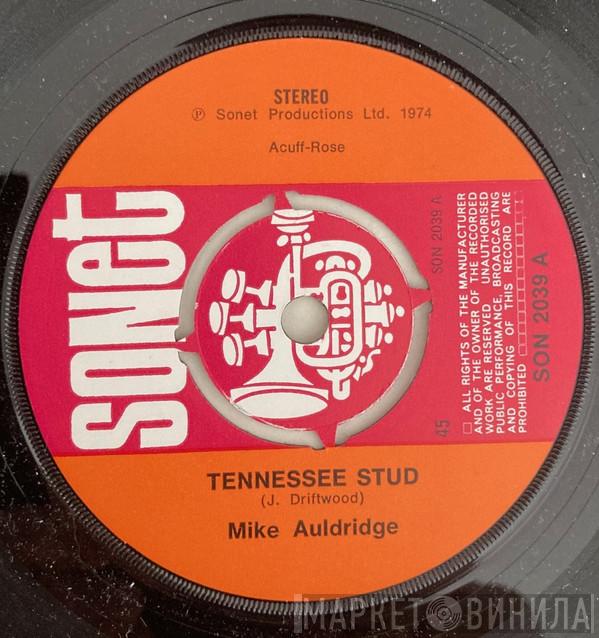 STEREO
℗ Sonet Productions Ltd. 1974
Acuff-Rose
sonet
SON 2039 A
45
□ ALL RIGHTS OF THE MANUFACTURER
AND OF THE OWNER OF THE RECORDED
WORK ARE RESERVED UNAUTHORISED
PUBLIC PERFORMANCE, BROADCASTING
AND COPYING OF THIS RECORD ARE
PROHIBITED
SON 2039 A
TENNESSEE STUD
(J. Driftwood)
Mike Auldridge
МАРКЕТ ВИНИЛА